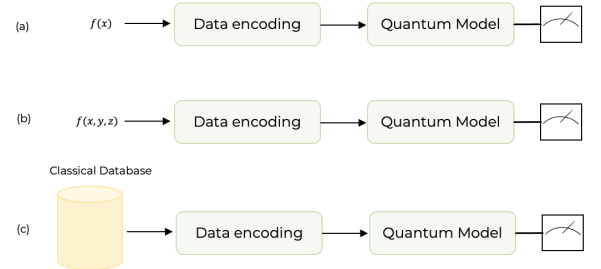 (a) f(x) Data encoding Quantum Model
(b) f(x, y, z) Data encoding Quantum Model
Classical Database
(c) Data encoding Quantum Model